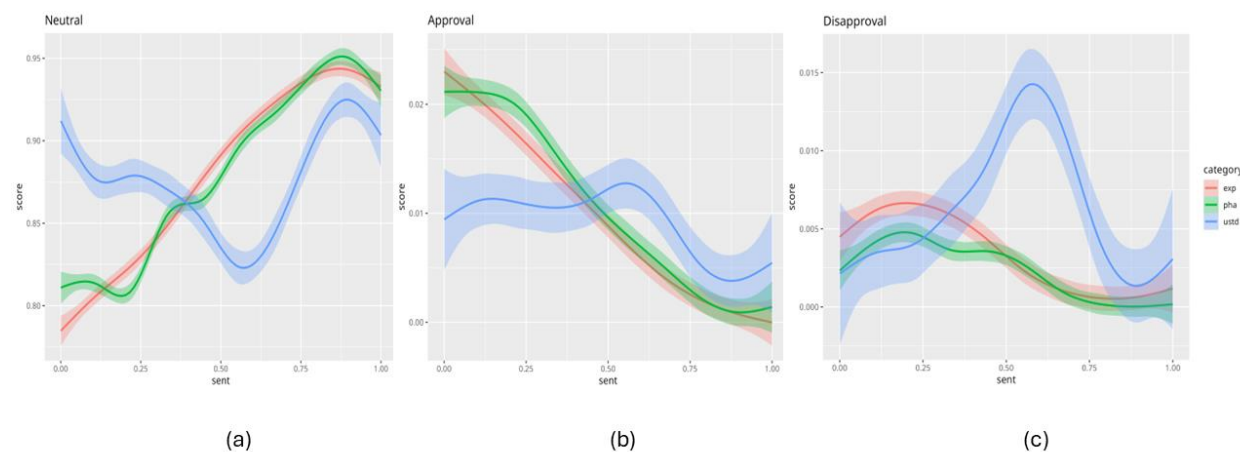 Neutral
Approval
Disapproval
0.95
0.90
0.85
0.80
score
0.00
0.25
0.50
0.75
1.00
sent
0.02
0.01
0.00
score
0.00
0.25
0.50
0.75
1.00
sent
0.015
0.010
0.005
0.000
score
0.00
0.25
0.50
0.75
1.00
sent
category
exp
pha
ustd
(a)
(b)
(c)